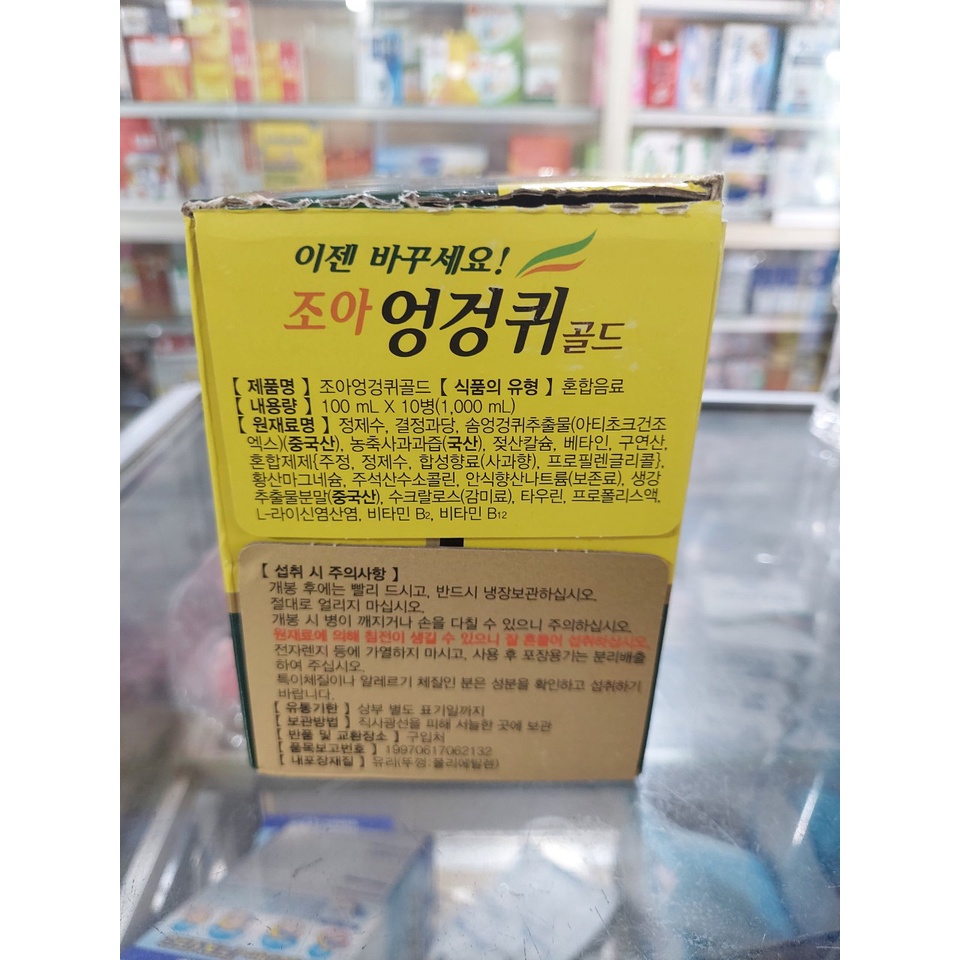 이젠 바꾸세요!
조아 엉겅퀴 골드
【 제품명 】 조아엉겅퀴골드 【 식품의 유형 】 혼합음료
【 내용량 】 100 mL X 10병(1,000 mL)
【 원재료명 】 정제수, 결정과당, 솜엉겅퀴추출물(아티초크건조
엑스)(중국산), 농축사과과즙(국산), 젖산칼슘, 베타인, 구연산,
혼합제제{주정, 정제수, 합성향료(사과향), 프로필렌글리콜},
황산마그네슘, 주석산수소콜린, 안식향산나트륨(보존료), 생강
추출물분말(중국산), 수크랄로스(감미료), 타우린, 프로폴리스액,
L-라이신염산염, 비타민 B2, 비타민 B12
【 섭취 시 주의사항 】
개봉 후에는 빨리 드시고, 반드시 냉장보관하십시오.
절대로 얼리지 마십시오.
개봉 시 병이 깨지거나 손을 다칠 수 있으니 주의하십시오.
원재료에 의해 침전이 생길 수 있으니 잘 흔들어 섭취하십시오.
전자렌지 등에 가열하지 마시고, 사용 후 포장용기는 분리배출
하여 주십시오.
특이체질이나 알레르기 체질인 분은 성분을 확인하고 섭취하기
바랍니다.
【 유통기한 】 상부 별도 표기일까지
【 보관방법 】 직사광선을 피해 서늘한 곳에 보관
【 반품 및 교환장소 】 구입처
【 품목보고번호 】 19970617062132
【 내포장재질 】 유리(뚜껑:폴리에틸렌)